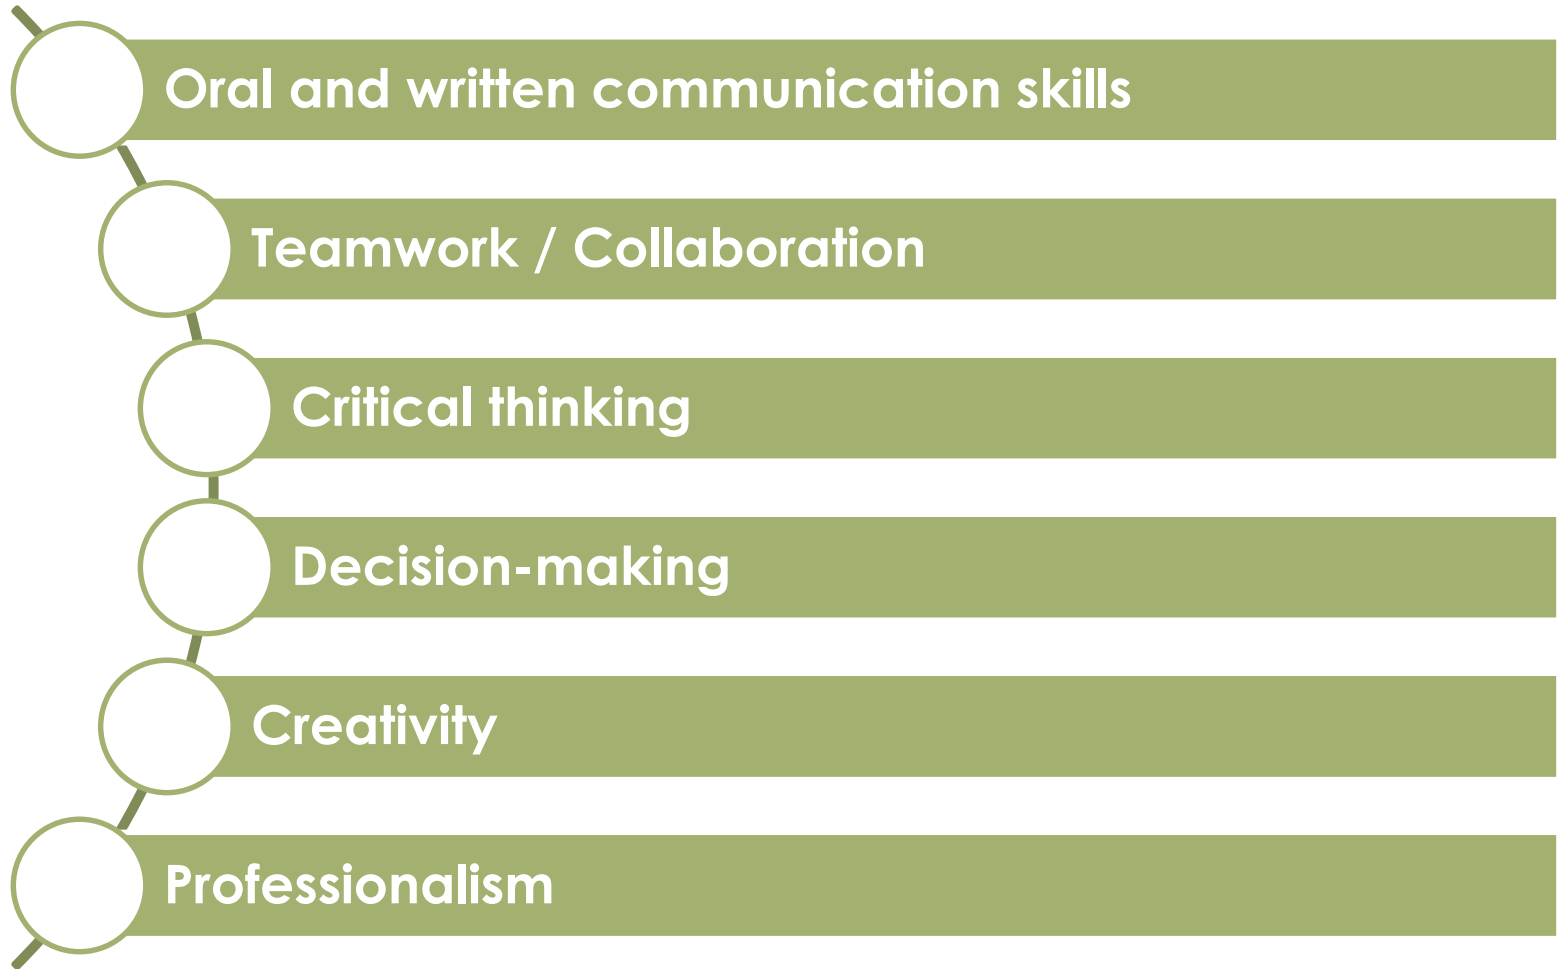 Oral and written communication skills
Teamwork / Collaboration
Critical thinking
Decision-making
Creativity
Professionalism